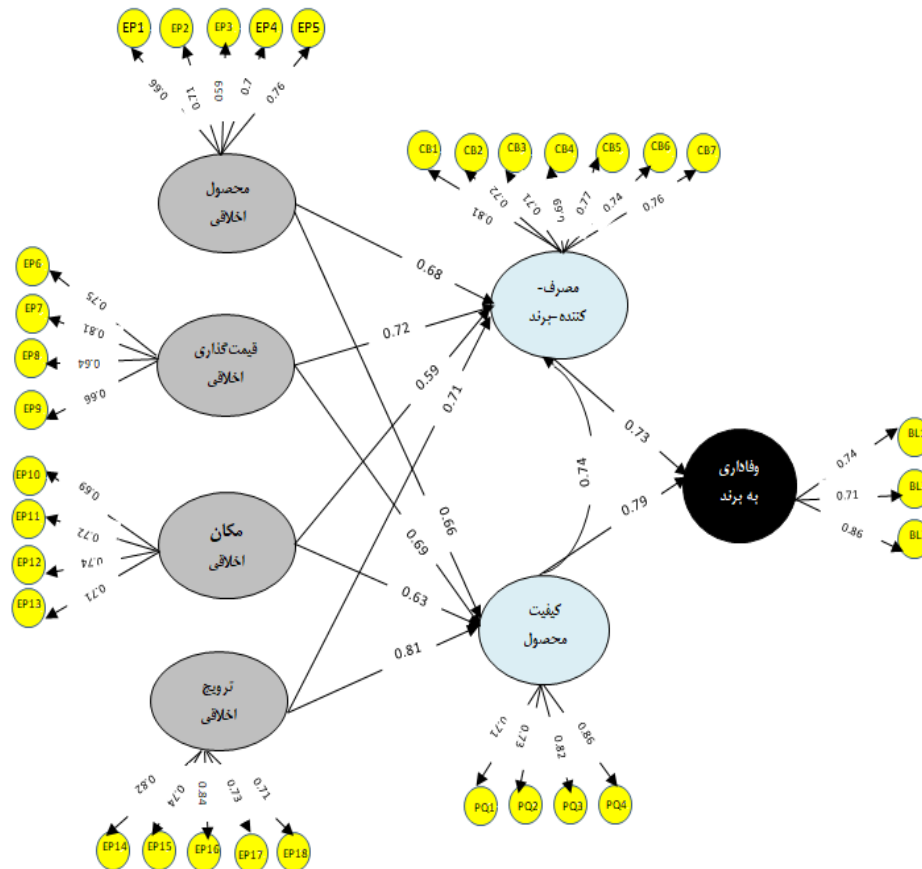 EP1 EP2 EP3 EP4 EP5
0.66 0.71 0.59 0.7 0.76
محصول
اخلاقی
CB1 CB2 CB3 CB4 CB5 CB6 CB7
0.81 0.72 0.71 0.69 0.77 0.74 0.76
مصرف-
کننده-برند
EP6
EP7
EP8
EP9
0.75
0.81
0.64
0.66
قیمت‌گذاری
اخلاقی
0.68
0.72
0.59
0.71
0.66
0.69
0.63
0.81
0.74
0.73
0.79
وفاداری
به برند
0.74
0.71
0.86
BL
BL
EP10
EP11
EP12
EP13
0.69
0.72
0.74
0.71
مکان
اخلاقی
کیفیت
محصول
0.71 0.73 0.82 0.86
PQ1 PQ2 PQ3 PQ4
ترویج
اخلاقی
0.82 0.74 0.84 0.73 0.71
EP14 EP15 EP16 EP17 EP18